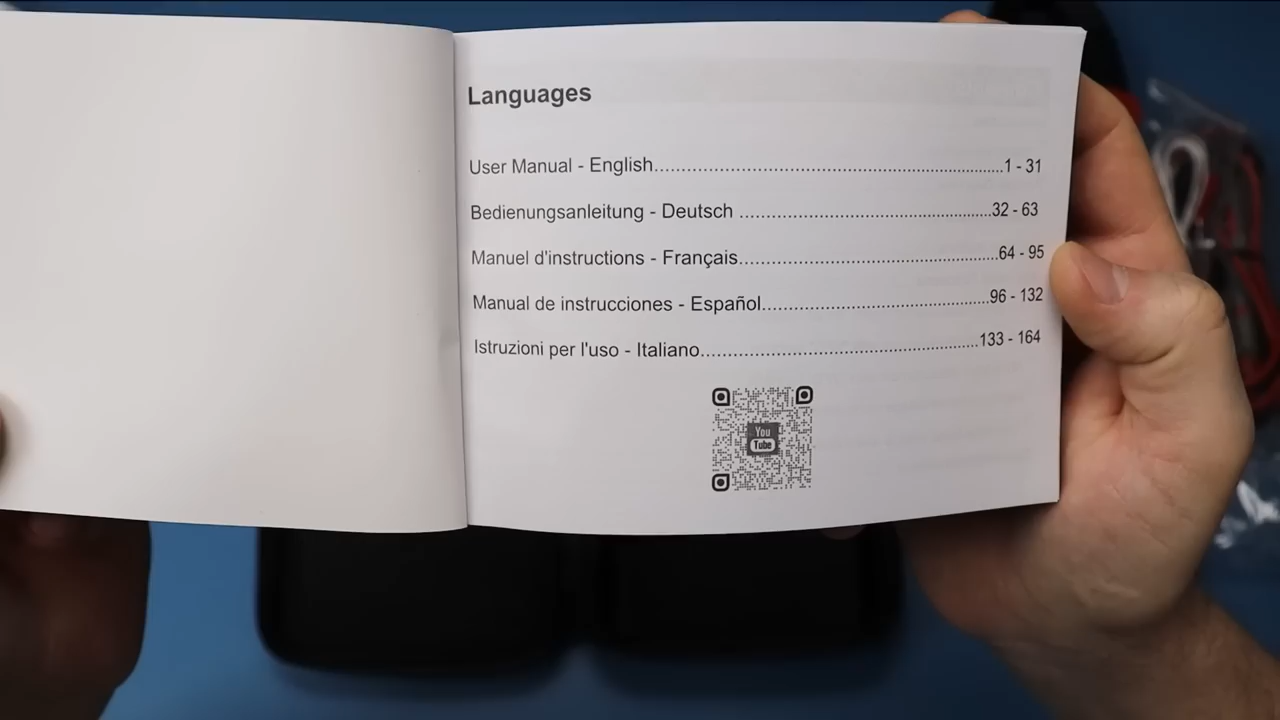 Languages
User Manual - English......................................................................1 - 31
Bedienungsanleitung - Deutsch ..................................................32 - 63
Manuel d'instructions - Français....................................................64 - 95
Manual de instrucciones - Español.............................................96 - 132
Istruzioni per l'uso - Italiano.......................................................133 - 164
You
Tube